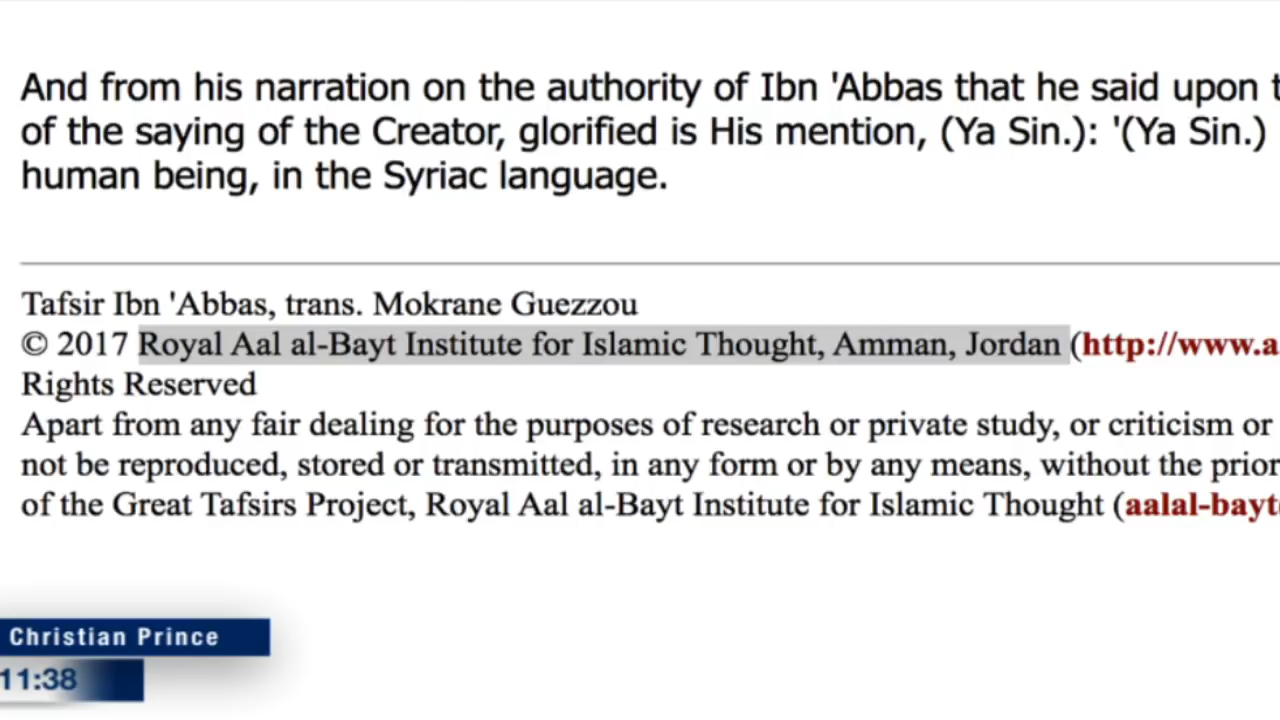 And from his narration on the authority of Ibn 'Abbas that he said upon
of the saying of the Creator, glorified is His mention, (Ya Sin.): '(Ya Sin.)
human being, in the Syriac language.
Tafsir Ibn 'Abbas, trans. Mokrane Guezzou
© 2017 Royal Aal al-Bayt Institute for Islamic Thought, Amman, Jordan (http://www.a
Rights Reserved
Apart from any fair dealing for the purposes of research or private study, or criticism or
not be reproduced, stored or transmitted, in any form or by any means, without the prior
of the Great Tafsirs Project, Royal Aal al-Bayt Institute for Islamic Thought (aalal-bayt
Christian Prince
11:38